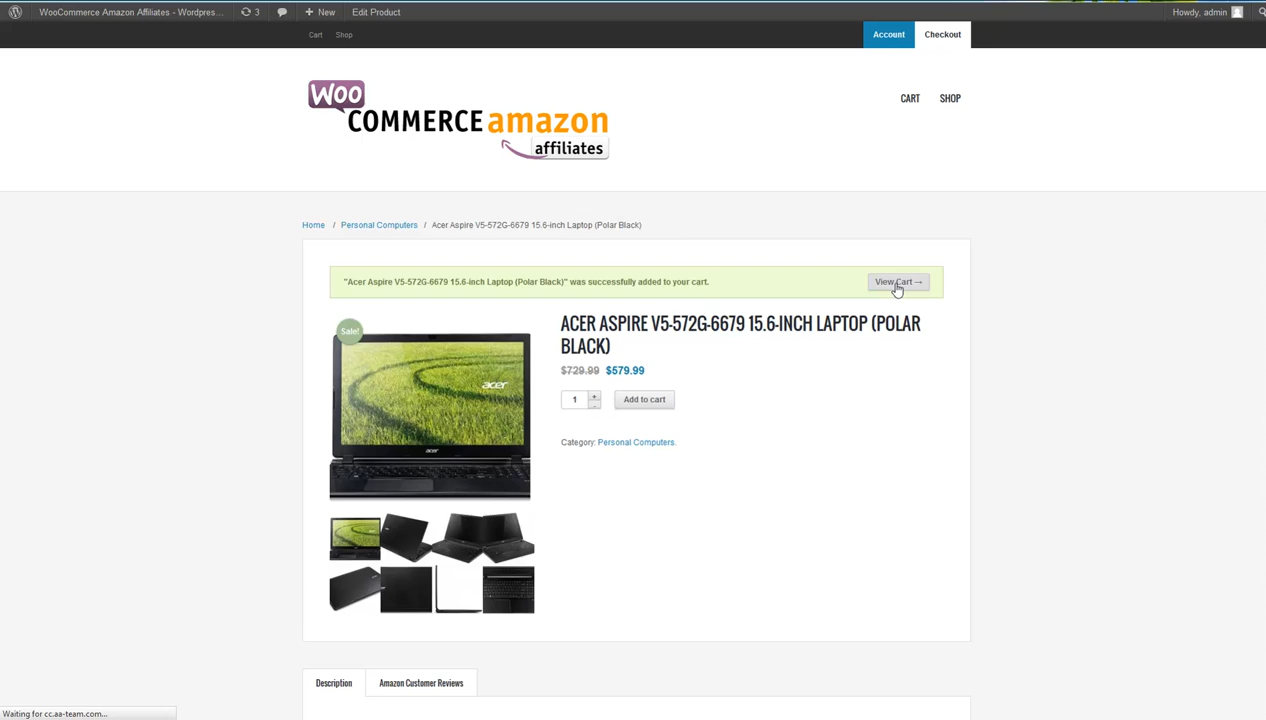 WooCommerce Amazon Affiliates - Wordpres... 3 + New Edit Product Howdy, admin
Cart Shop Account Checkout
Woo
COMMERCE amazon
affiliates
CART SHOP
Home / Personal Computers / Acer Aspire V5-572G-6679 15.6-inch Laptop (Polar Black)
"Acer Aspire V5-572G-6679 15.6-inch Laptop (Polar Black)" was successfully added to your cart. View Cart →
Sale!
acer
acer
ACER ASPIRE V5-572G-6679 15.6-INCH LAPTOP (POLAR
BLACK)
$729.99 $579.99
1 + - Add to cart
Category: Personal Computers.
Description Amazon Customer Reviews
Waiting for cc.aa-team.com...